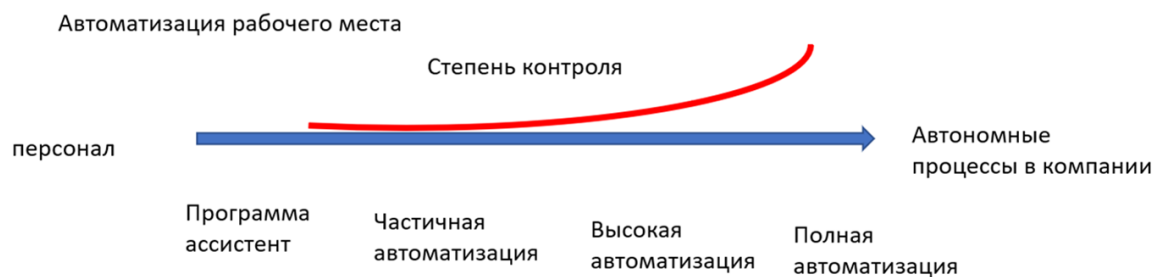 Автоматизация рабочего места
Степень контроля
персонал
Автономные
процессы в компании
Программа
ассистент
Частичная
автоматизация
Высокая
автоматизация
Полная
автоматизация